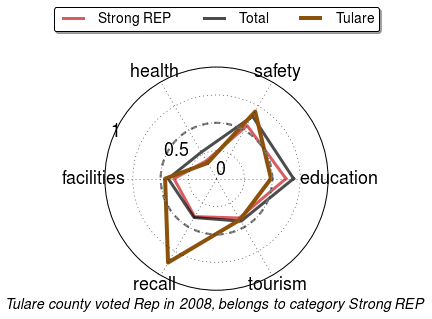 Strong REP Total Tulare
health safety
1
0.5
0
facilities education
recall tourism
Tulare county voted Rep in 2008, belongs to category Strong REP